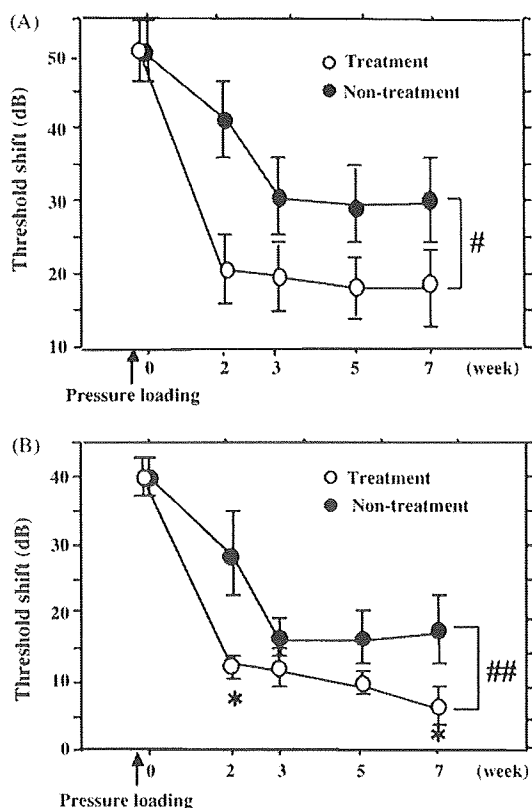 (A)
50
40
30
20
10
Threshold shift (dB)
Treatment
Non-treatment
#
0 2 3 5 7 (week)
Pressure loading
(B)
40
30
20
10
0
Threshold shift (dB)
Treatment
Non-treatment
##
*
*
0 2 3 5 7 (week)
Pressure loading